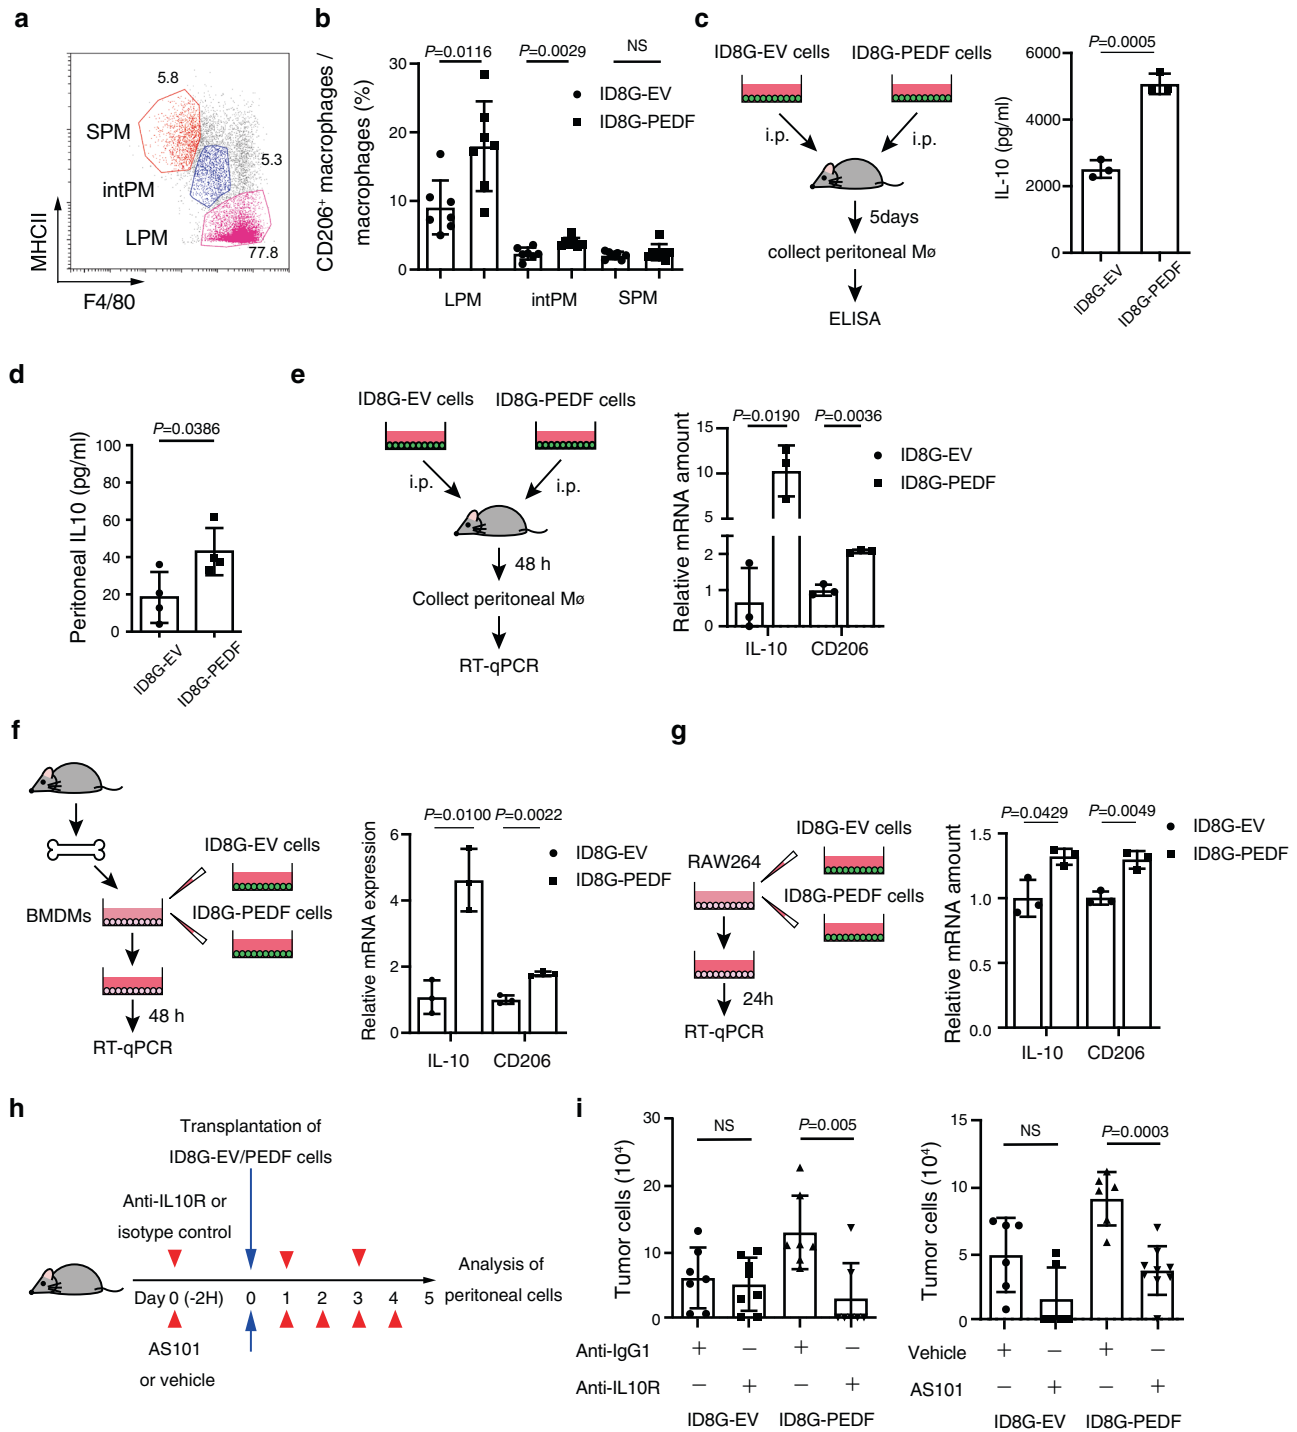 a
5.8
SPM
5.3
intPM
LPM
77.8
MHCII
F4/80
b
P=0.0116
P=0.0029
NS
CD206+ macrophages /
macrophages (%)
30
20
10
0
ID8G-EV
ID8G-PEDF
LPM
intPM
SPM
c
ID8G-EV cells
ID8G-PEDF cells
i.p.
i.p.
5days
collect peritoneal Mø
ELISA
P=0.0005
IL-10 (pg/ml)
6000
4000
2000
0
ID8G-EV
ID8G-PEDF
d
P=0.0386
Peritoneal IL10 (pg/ml)
100
80
60
40
20
0
ID8G-EV
ID8G-PEDF
e
ID8G-EV cells
ID8G-PEDF cells
i.p.
i.p.
48 h
Collect peritoneal Mø
RT-qPCR
P=0.0190
P=0.0036
Relative mRNA amount
15
10
5
2
1
0
ID8G-EV
ID8G-PEDF
IL-10
CD206
f
ID8G-EV cells
BMDMs
ID8G-PEDF cells
48 h
RT-qPCR
P=0.0100
P=0.0022
Relative mRNA expression
6
4
2
0
ID8G-EV
ID8G-PEDF
IL-10
CD206
g
RAW264
ID8G-EV cells
ID8G-PEDF cells
24h
RT-qPCR
P=0.0429
P=0.0049
Relative mRNA amount
1.5
1.0
0.5
0.0
ID8G-EV
ID8G-PEDF
IL-10
CD206
h
Transplantation of
ID8G-EV/PEDF cells
Anti-IL10R or
isotype control
Day 0 (-2H) 0 1 2 3 4 5
Analysis of
peritoneal cells
AS101
or vehicle
i
NS
P=0.005
Tumor cells (10⁴)
30
20
10
0
Anti-IgG1 + − + −
Anti-IL10R − + − +
ID8G-EV
ID8G-PEDF
NS
P=0.0003
Tumor cells (10⁴)
15
10
5
0
Vehicle + − + −
AS101 − + − +
ID8G-EV
ID8G-PEDF